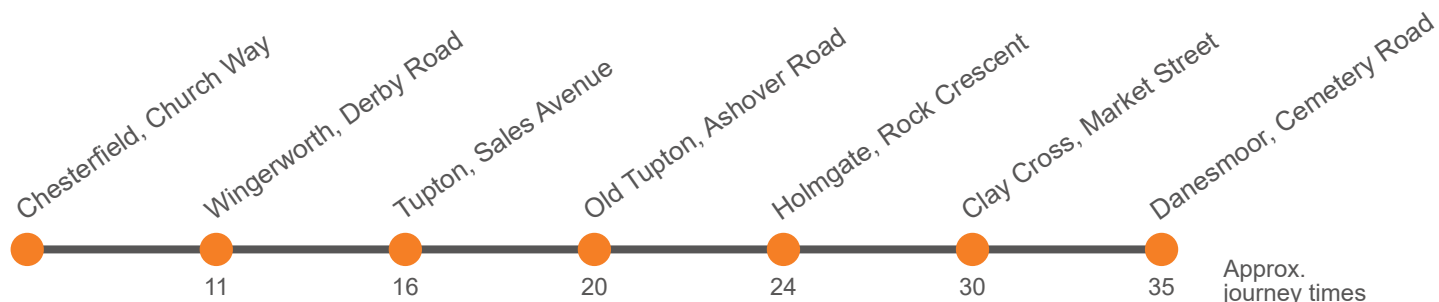 Chesterfield, Church Way
Wingerworth, Derby Road
Tupton, Sales Avenue
Old Tupton, Ashover Road
Holmgate, Rock Crescent
Clay Cross, Market Street
Danesmoor, Cemetery Road
11
16
20
24
30
35
Approx.
journey times